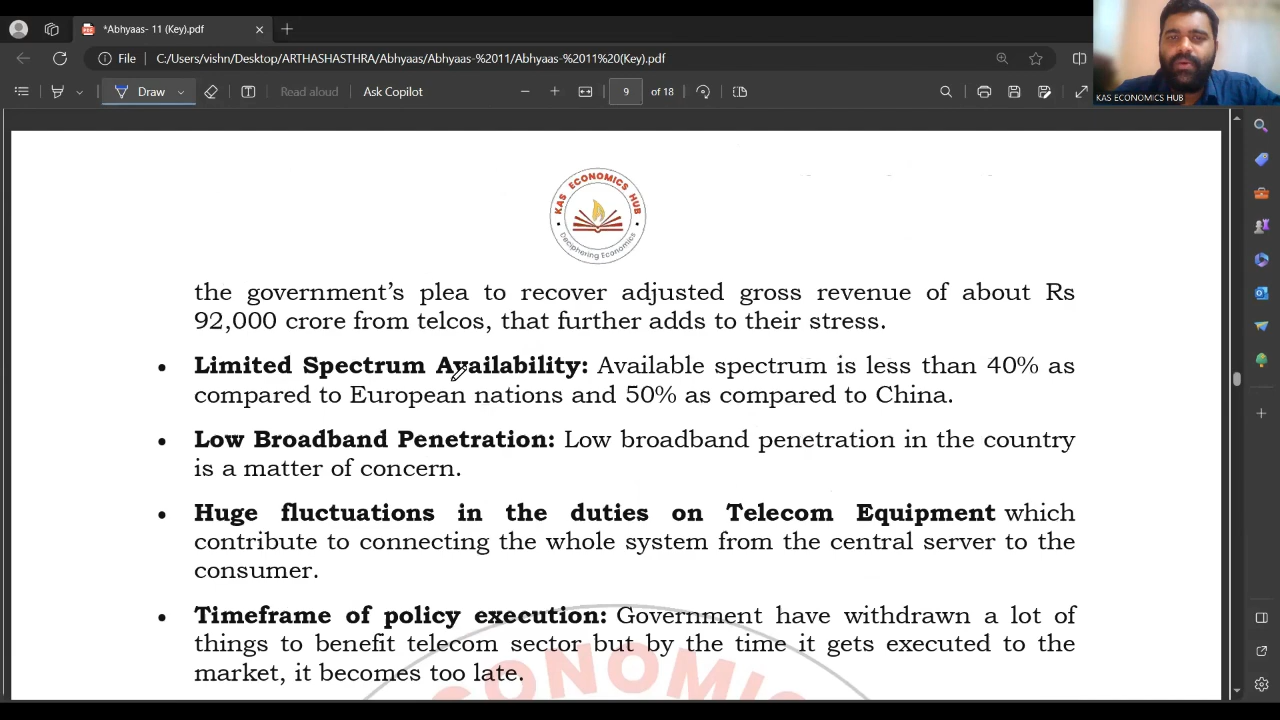 *Abhyaas- 11 (Key).pdf
File C:/Users/vishn/Desktop/ARTHASHASTHRA/Abhyaas/Abhyaas-%2011/Abhyaas-%2011%20(Key).pdf
Draw Read aloud Ask Copilot 9 of 18
KAS ECONOMICS HUB
KAS ECONOMICS HUB
Deciphering Economics
the government's plea to recover adjusted gross revenue of about Rs
92,000 crore from telcos, that further adds to their stress.
• Limited Spectrum Availability: Available spectrum is less than 40% as
compared to European nations and 50% as compared to China.
• Low Broadband Penetration: Low broadband penetration in the country
is a matter of concern.
• Huge fluctuations in the duties on Telecom Equipment which
contribute to connecting the whole system from the central server to the
consumer.
• Timeframe of policy execution: Government have withdrawn a lot of
things to benefit telecom sector but by the time it gets executed to the
market, it becomes too late.
ECONOMICS